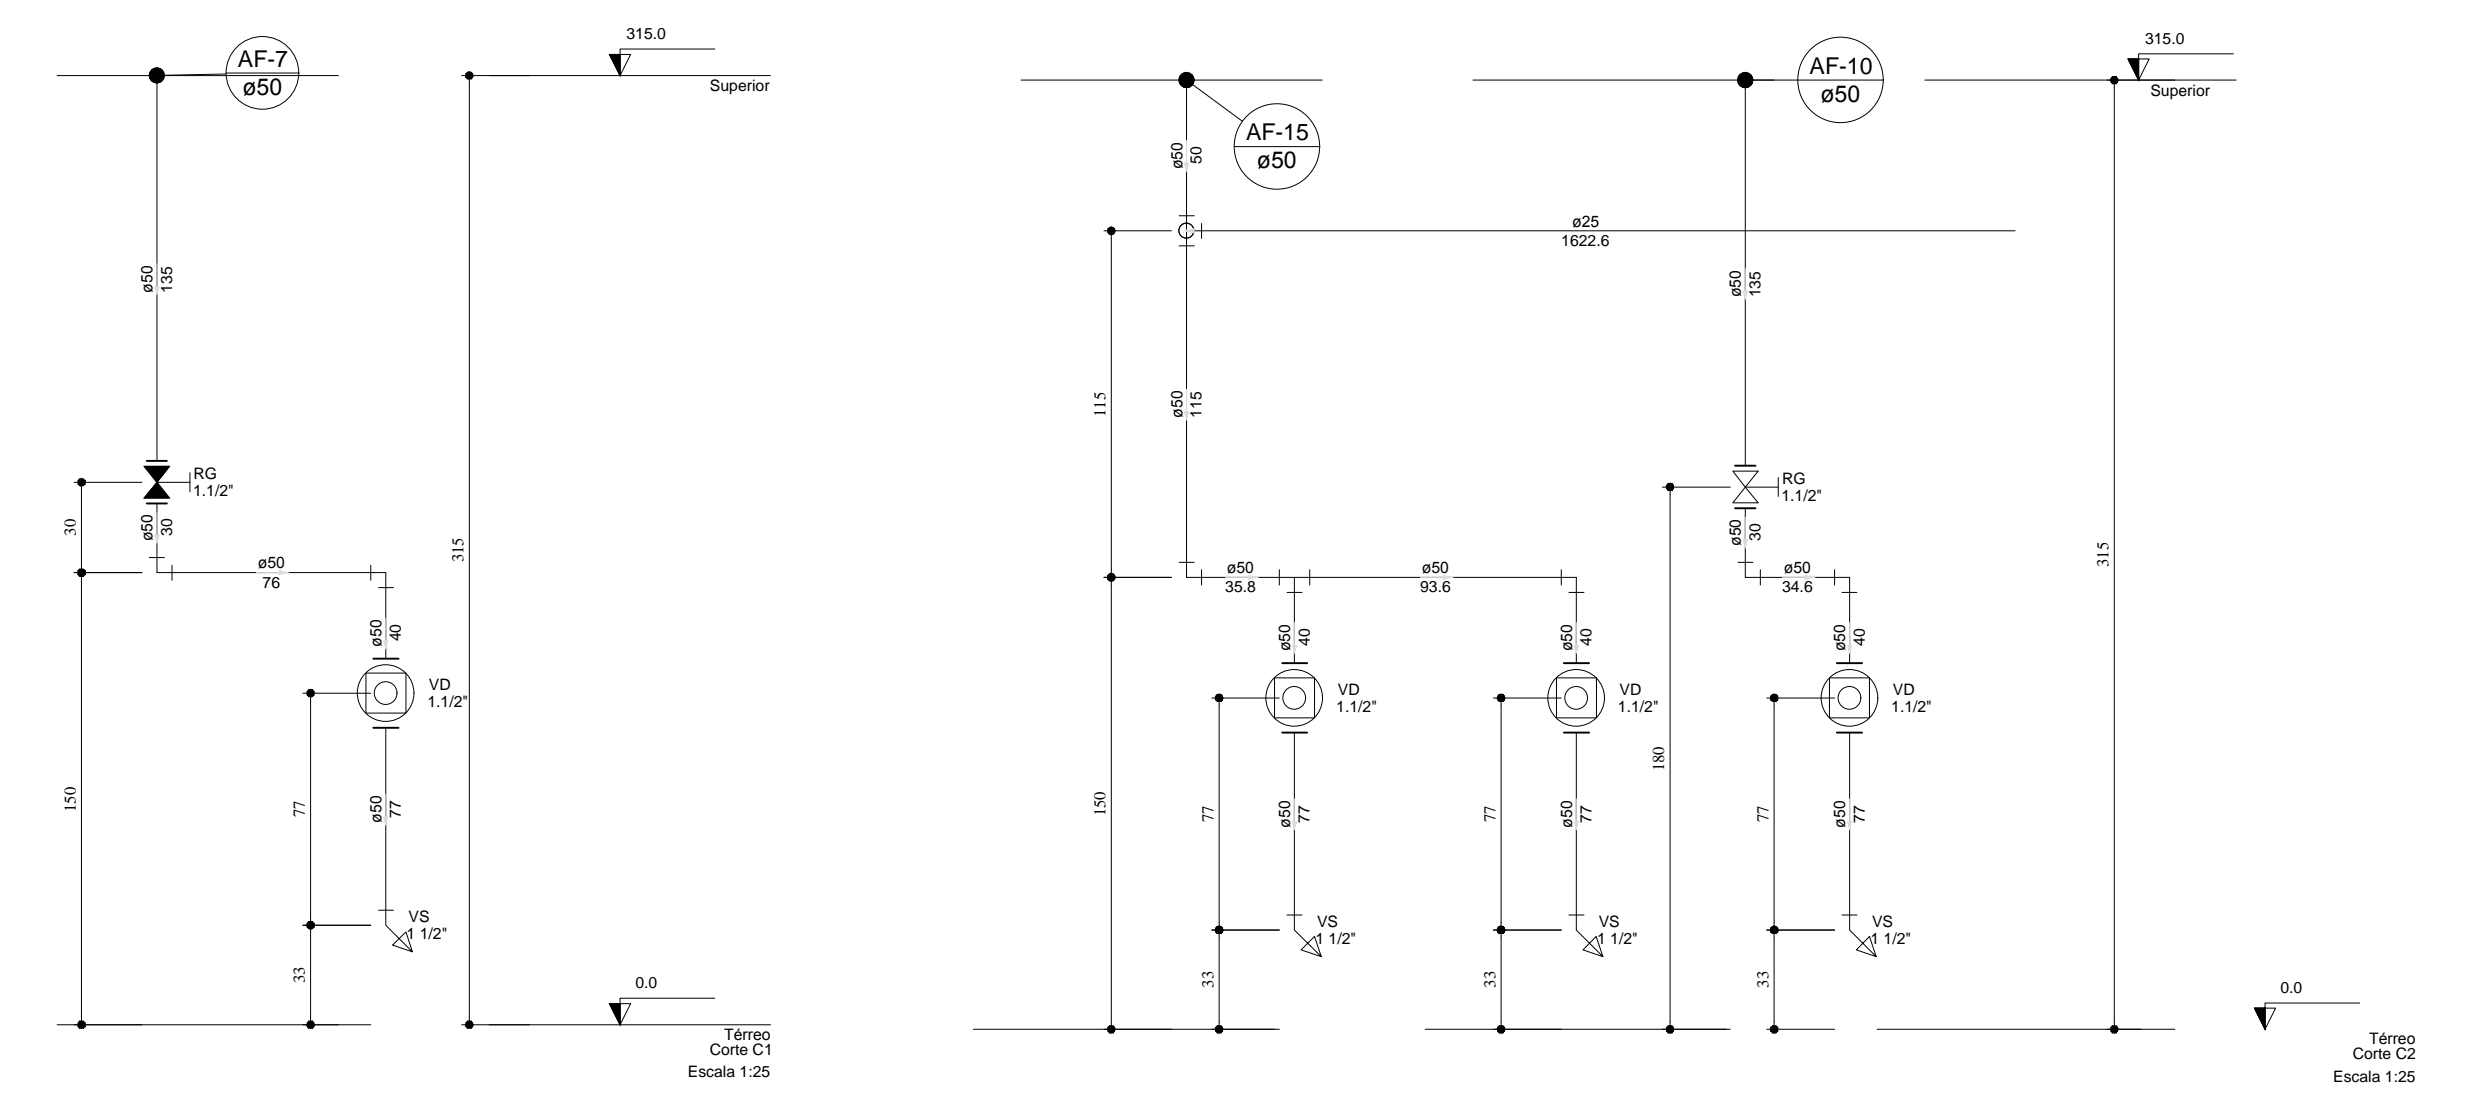 AF-7
ø50
315.0
Superior
ø50
135
RG
1.1/2"
30
ø50
30
ø50
76
315
ø50
40
VD
1.1/2"
150
77
ø50
77
VS
1 1/2"
33
0.0
Térreo
Corte C1
Escala 1:25
AF-15
ø50
AF-10
ø50
315.0
Superior
ø50
50
ø25
1622.6
ø50
135
115
ø50
115
RG
1.1/2"
ø50
30
ø50
35.8
ø50
93.6
ø50
34.6
315
ø50
40
ø50
40
ø50
40
VD
1.1/2"
VD
1.1/2"
VD
1.1/2"
180
150
77
ø50
77
77
ø50
77
77
ø50
77
VS
1 1/2"
VS
1 1/2"
VS
1 1/2"
33
33
33
0.0
Térreo
Corte C2
Escala 1:25